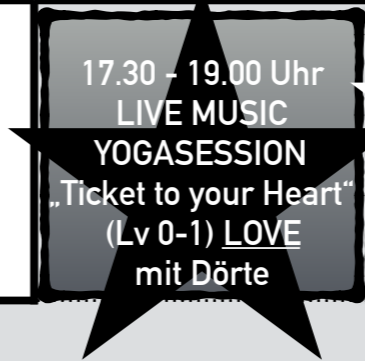 17.30 - 19.00 Uhr
LIVE MUSIC
YOGASESSION
„Ticket to your Heart“
(Lv 0-1) LOVE
mit Dörte